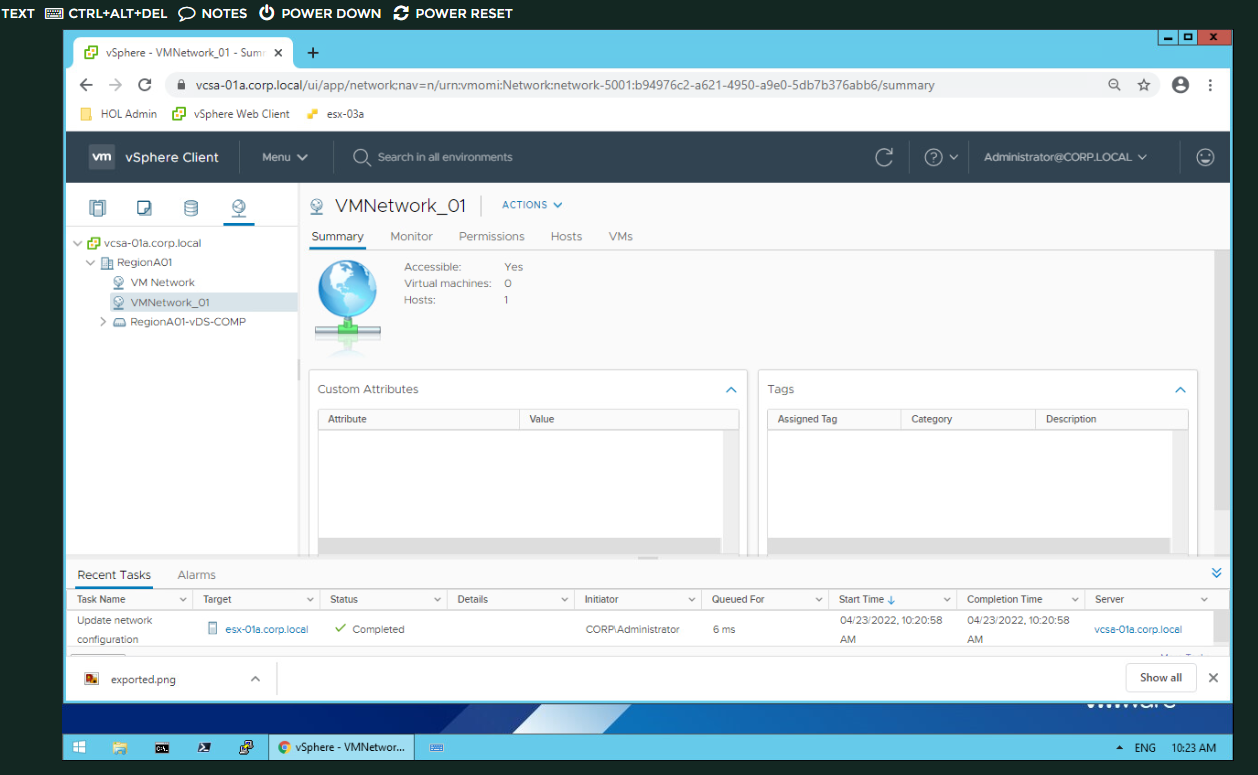 TEXT CTRL+ALT+DEL NOTES POWER DOWN POWER RESET
vSphere - VMNetwork_01 - Summ
vcsa-01a.corp.local/ui/app/network;nav=n/urn:vmomi:Network:network-5001:b94976c2-a621-4950-a9e0-5db7b376abb6/summary
HOL Admin vSphere Web Client esx-03a
vm vSphere Client Menu Search in all environments Administrator@CORP.LOCAL
VMNetwork_01 ACTIONS
Summary Monitor Permissions Hosts VMs
vcsa-01a.corp.local
RegionA01
VM Network
VMNetwork_01
RegionA01-vDS-COMP
Accessible: Yes
Virtual machines: 0
Hosts: 1
Custom Attributes
Attribute Value
Tags
Assigned Tag Category Description
Recent Tasks Alarms
Task Name Target Status Details Initiator Queued For Start Time Completion Time Server
Update network configuration esx-01a.corp.local Completed CORP\Administrator 6 ms 04/23/2022, 10:20:58 AM 04/23/2022, 10:20:58 AM vcsa-01a.corp.local
exported.png Show all
vSphere - VMNetwor... ENG 10:23 AM